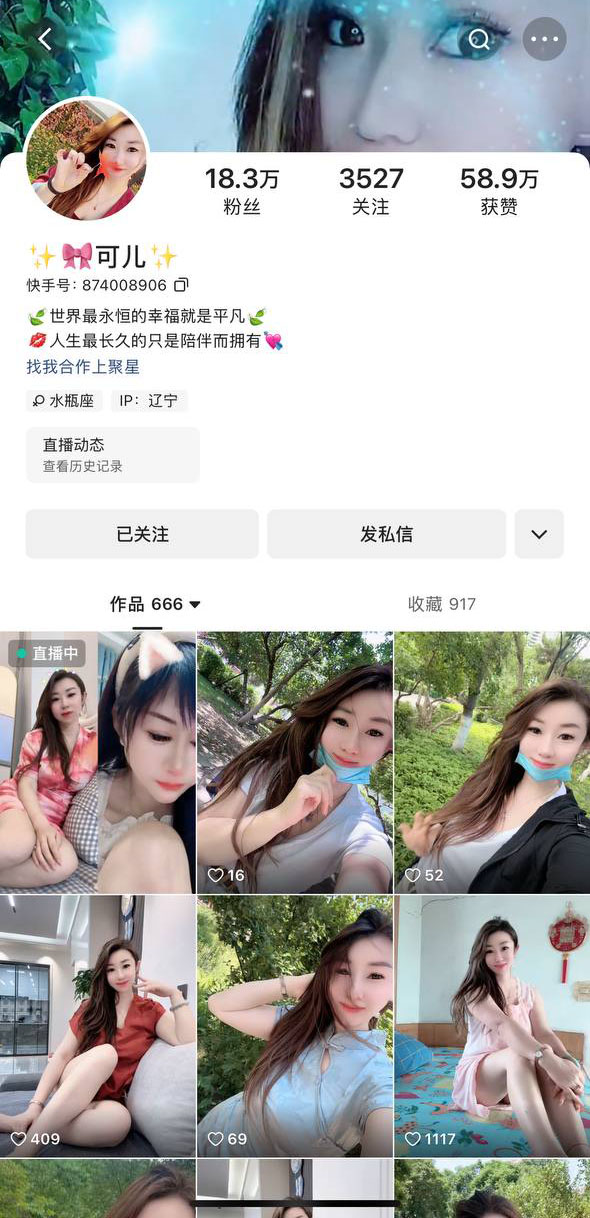 18.3万
3527
58.9万
粉丝
关注
获赞
✨🎀可儿✨
快手号: 874008906
🌿世界最永恒的幸福就是平凡🌿
💋人生最长久的只是陪伴而拥有💘
找我合作上聚星
水瓶座
IP: 辽宁
直播动态
查看历史记录
已关注
发私信
作品 666
收藏 917
直播中
16
52
409
69
1117